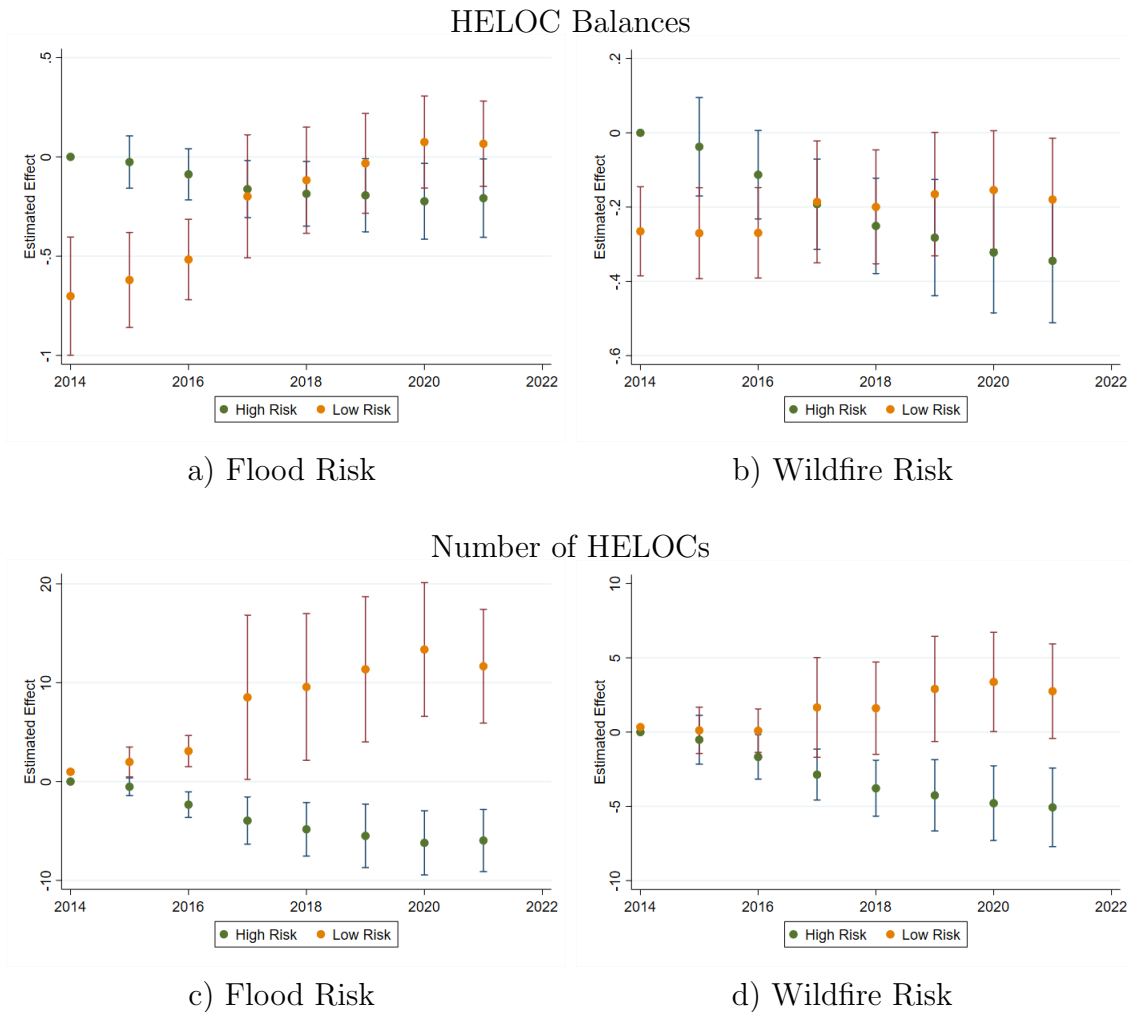 HELOC Balances
Estimated Effect
.5
0
-.5
-1
2014 2016 2018 2020 2022
High Risk Low Risk
a) Flood Risk
Estimated Effect
.2
0
-.2
-.4
-.6
2014 2016 2018 2020 2022
High Risk Low Risk
b) Wildfire Risk
Number of HELOCs
Estimated Effect
20
10
0
-10
2014 2016 2018 2020 2022
High Risk Low Risk
c) Flood Risk
Estimated Effect
10
5
0
-5
-10
2014 2016 2018 2020 2022
High Risk Low Risk
d) Wildfire Risk